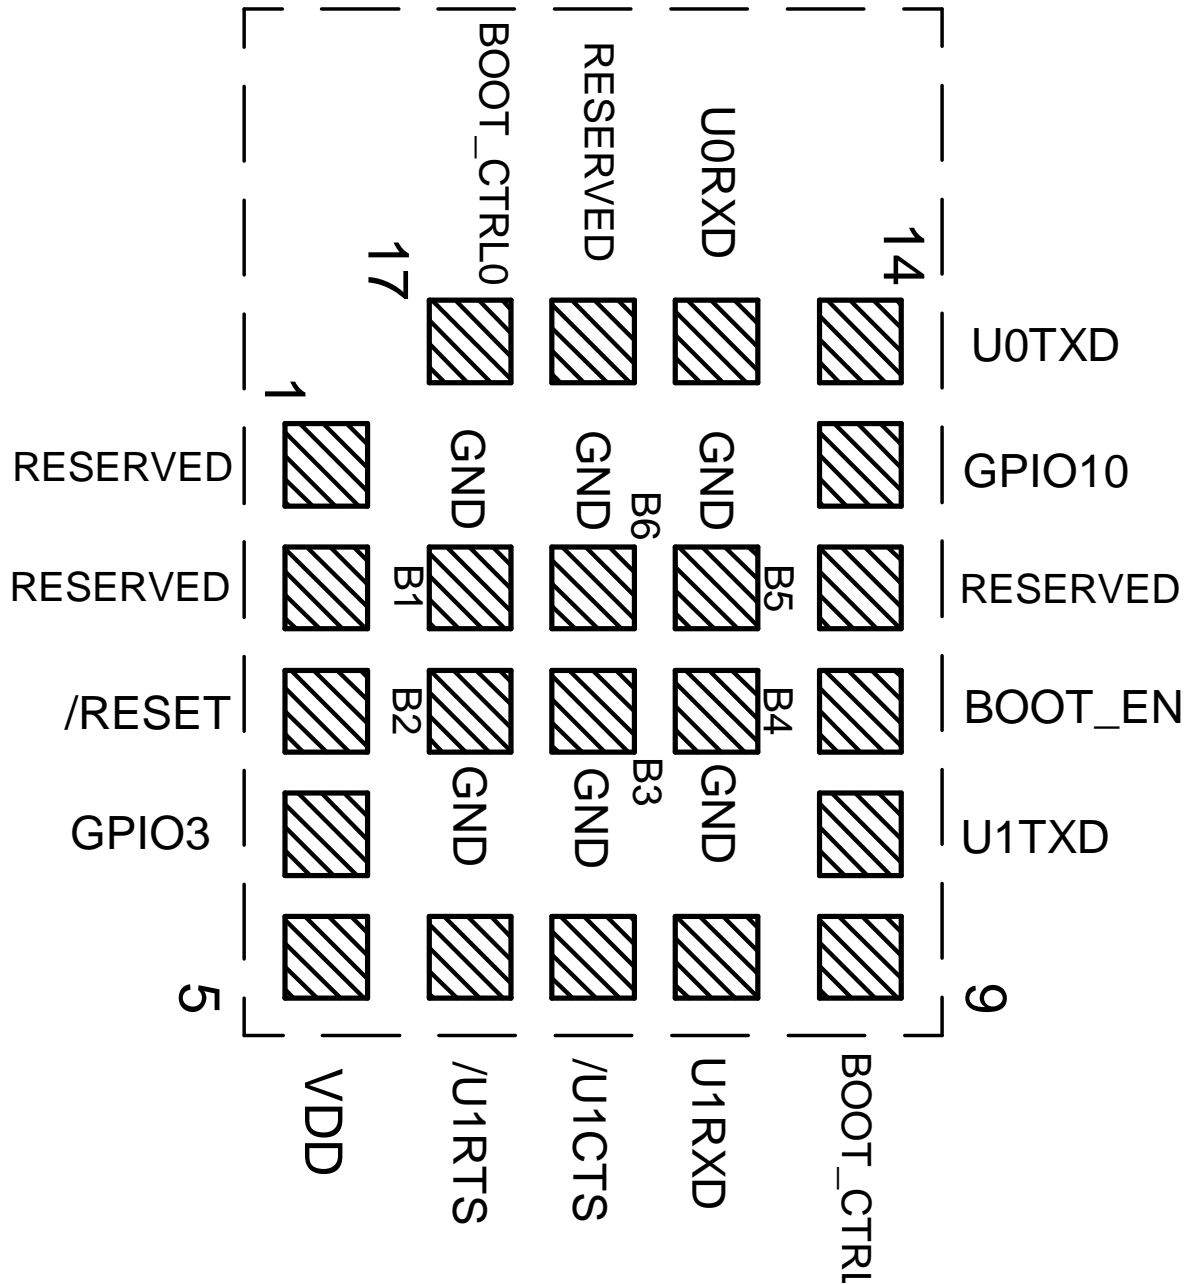 BOOT_CTRL0
RESERVED
U0RXD
17
14
U0TXD
1
RESERVED
GND
GND
GND
GPIO10
B6
RESERVED
B1
B5
RESERVED
/RESET
B2
B4
BOOT_EN
GPIO3
GND
GND
B3
GND
U1TXD
5
9
VDD
/U1RTS
/U1CTS
U1RXD
BOOT_CTRL